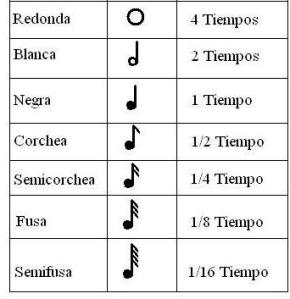 Redonda 4 Tiempos
Blanca 2 Tiempos
Negra 1 Tiempo
Corchea 1/2 Tiempo
Semicorchea 1/4 Tiempo
Fusa 1/8 Tiempo
Semifusa 1/16 Tiempo